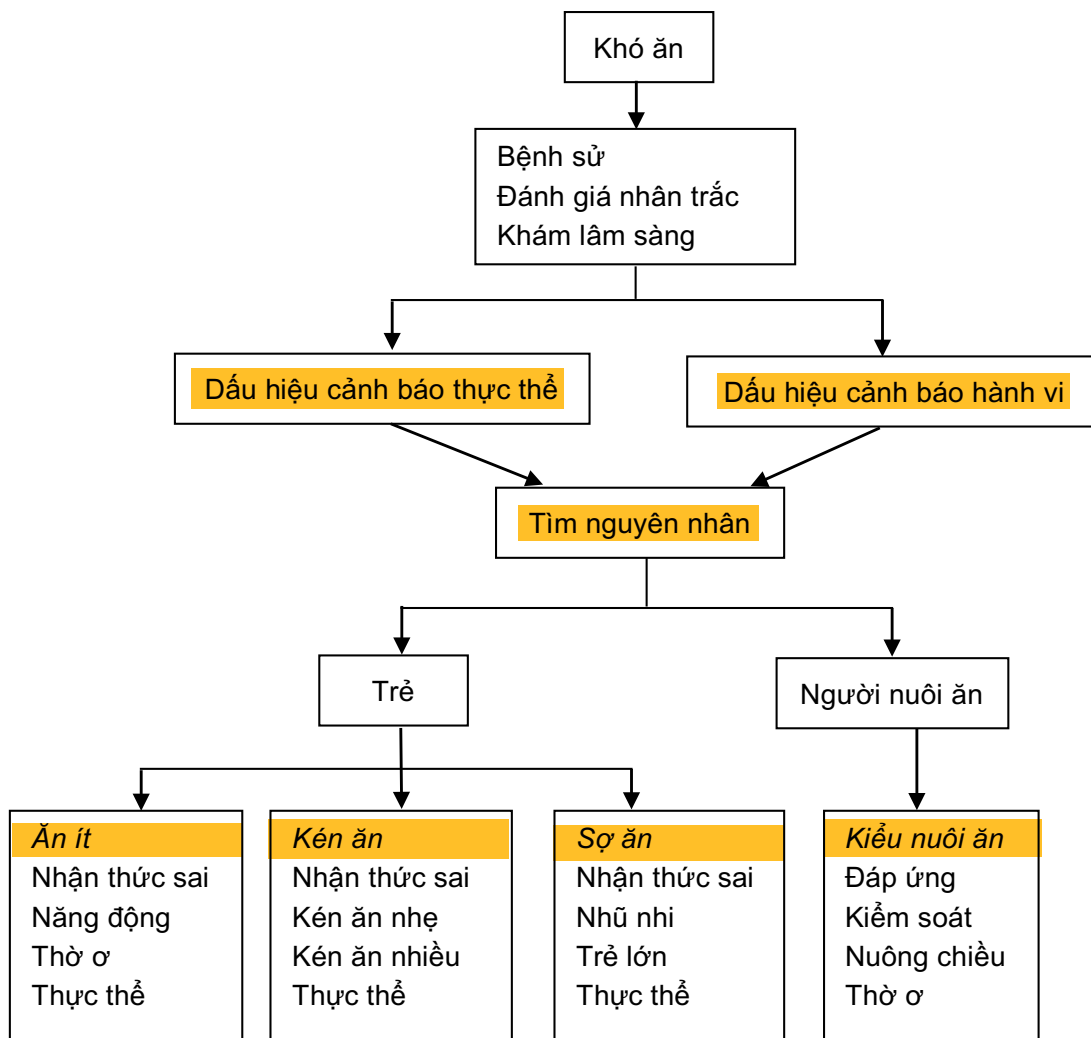 Khó ăn
Bệnh sử
Đánh giá nhân trắc
Khám lâm sàng
Dấu hiệu cảnh báo thực thể
Dấu hiệu cảnh báo hành vi
Tìm nguyên nhân
Trẻ
Người nuôi ăn
Ăn ít
Nhận thức sai
Năng động
Thờ ơ
Thực thể
Kén ăn
Nhận thức sai
Kén ăn nhẹ
Kén ăn nhiều
Thực thể
Sợ ăn
Nhận thức sai
Nhũ nhi
Trẻ lớn
Thực thể
Kiểu nuôi ăn
Đáp ứng
Kiểm soát
Nuông chiều
Thờ ơ